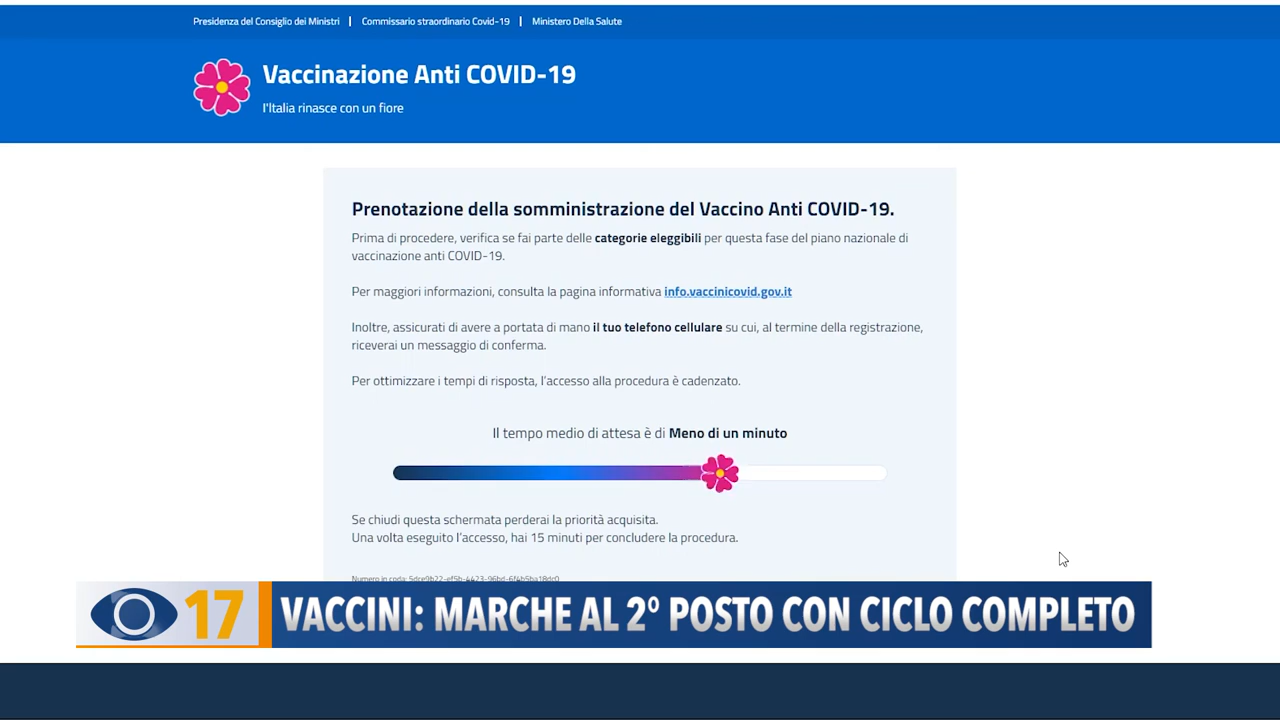 Presidenza del Consiglio dei Ministri | Commissario straordinario Covid-19 | Ministero Della Salute
Vaccinazione Anti COVID-19
l'Italia rinasce con un fiore
Prenotazione della somministrazione del Vaccino Anti COVID-19.
Prima di procedere, verifica se fai parte delle categorie eleggibili per questa fase del piano nazionale di
vaccinazione anti COVID-19.
Per maggiori informazioni, consulta la pagina informativa info.vaccinicovid.gov.it
Inoltre, assicurati di avere a portata di mano il tuo telefono cellulare su cui, al termine della registrazione,
riceverai un messaggio di conferma.
Per ottimizzare i tempi di risposta, l'accesso alla procedura è cadenzato.
Il tempo medio di attesa è di Meno di un minuto
Se chiudi questa schermata perderai la priorità acquisita.
Una volta eseguito l'accesso, hai 15 minuti per concludere la procedura.
Numero in coda:
17 VACCINI: MARCHE AL 2º POSTO CON CICLO COMPLETO